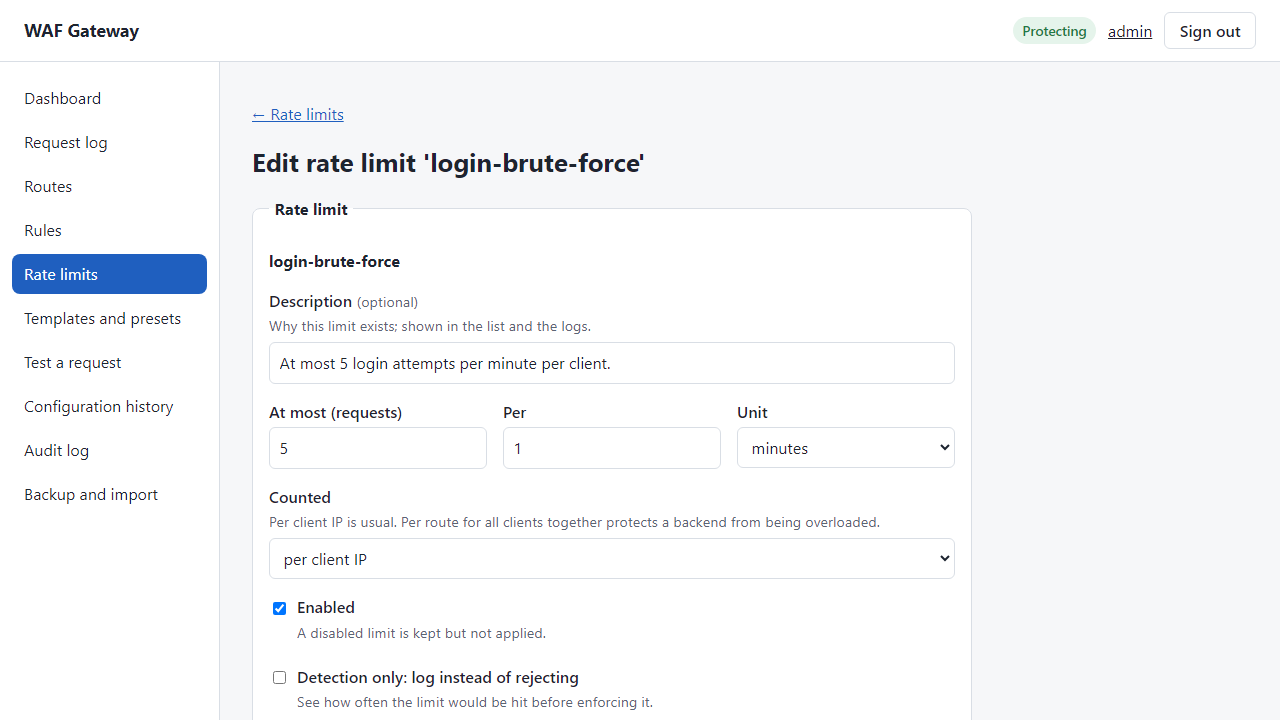 WAF Gateway
Protecting
admin
Sign out
Dashboard
Request log
Routes
Rules
Rate limits
Templates and presets
Test a request
Configuration history
Audit log
Backup and import
← Rate limits
Edit rate limit 'login-brute-force'
Rate limit
login-brute-force
Description (optional)
Why this limit exists; shown in the list and the logs.
At most 5 login attempts per minute per client.
At most (requests)
Per
Unit
5
1
minutes
Counted
Per client IP is usual. Per route for all clients together protects a backend from being overloaded.
per client IP
Enabled
A disabled limit is kept but not applied.
Detection only: log instead of rejecting
See how often the limit would be hit before enforcing it.